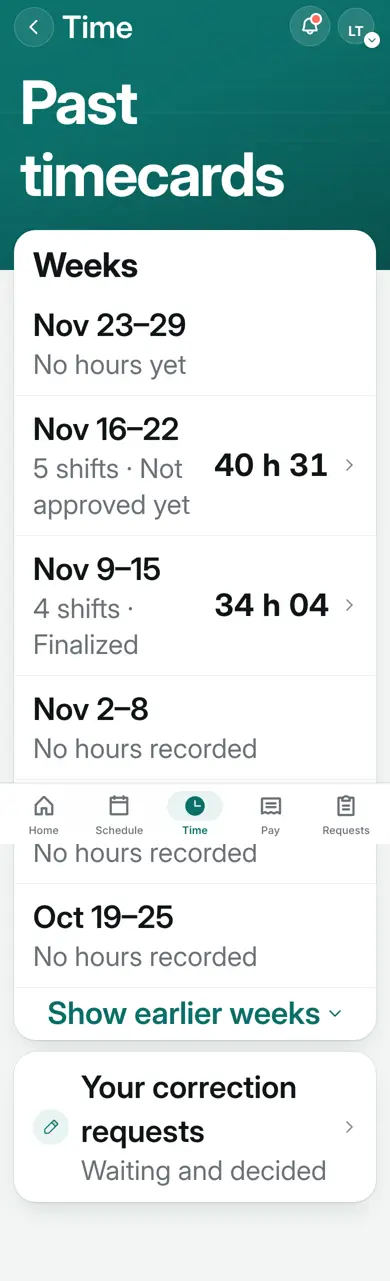 Time
LT
Past
timecards
Weeks
Nov 23–29
No hours yet
Nov 16–22
5 shifts · Not
approved yet
40 h 31
Nov 9–15
4 shifts ·
Finalized
34 h 04
Nov 2–8
No hours recorded
Home
Schedule
Time
Pay
Requests
No hours recorded
Oct 19–25
No hours recorded
Show earlier weeks
Your correction
requests
Waiting and decided